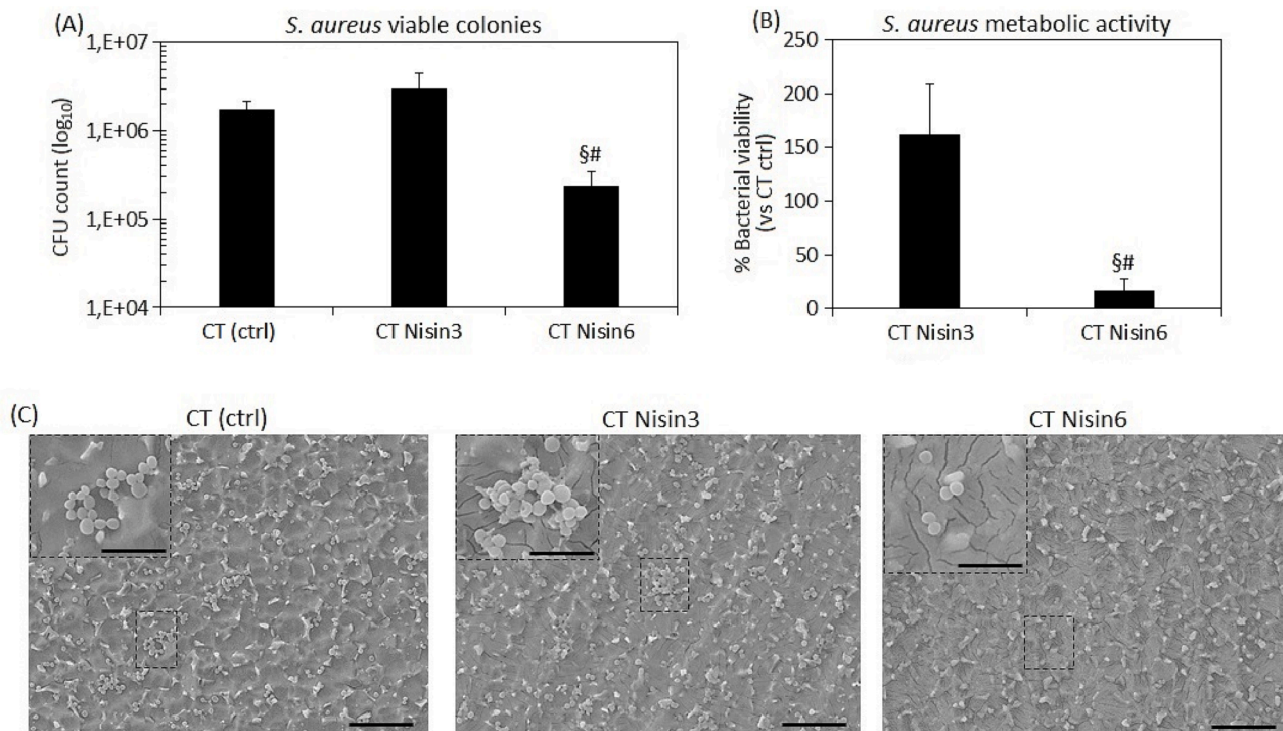 (A)
S. aureus viable colonies
1,E+07
1,E+06
1,E+05
1,E+04
CFU count (log10)
§#
CT (ctrl)
CT Nisin3
CT Nisin6
(B)
S. aureus metabolic activity
250
200
150
100
50
0
% Bacterial viability
(vs CT ctrl)
§#
CT Nisin3
CT Nisin6
(C)
CT (ctrl)
CT Nisin3
CT Nisin6